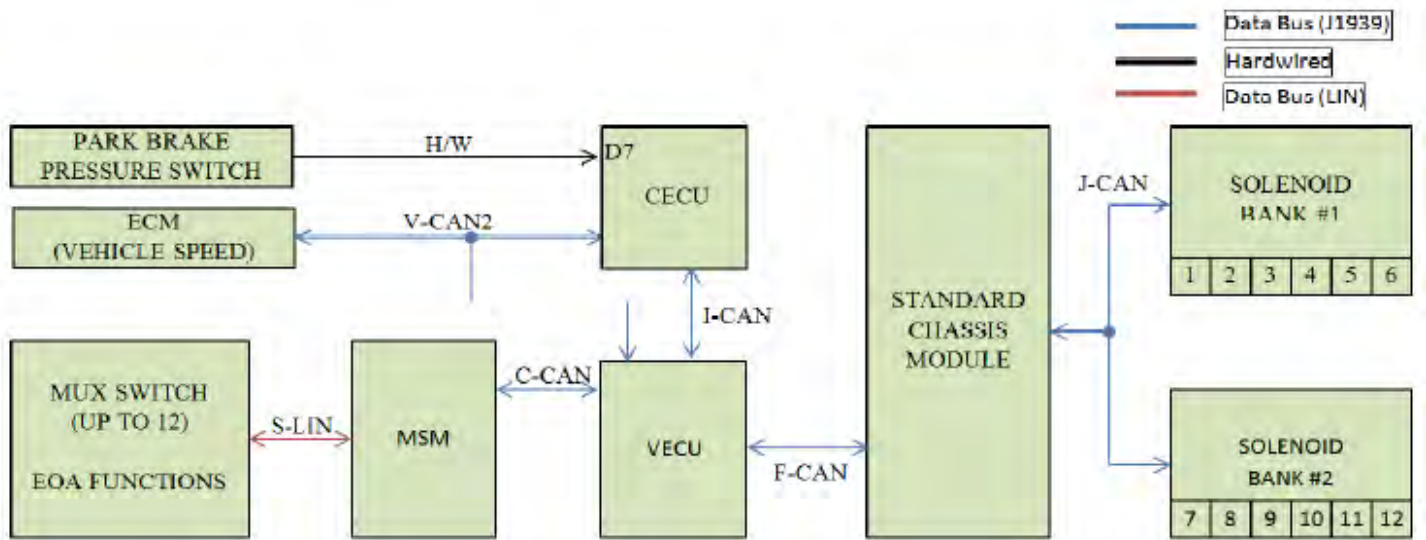 Data Bus (J1939)
Hardwired
Data Bus (LIN)
PARK BRAKE
PRESSURE SWITCH
H/W
D7
CECU
ECM
(VEHICLE SPEED)
V-CAN2
I-CAN
MUX SWITCH
(UP TO 12)
EOA FUNCTIONS
S-LIN
MSM
C-CAN
VECU
F-CAN
STANDARD
CHASSIS
MODULE
J-CAN
SOLENOID
BANK #1
1 2 3 4 5 6
SOLENOID
BANK #2
7 8 9 10 11 12